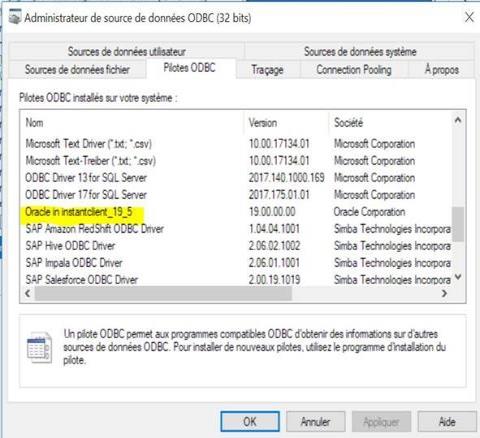 Administrateur de source de données ODBC (32 bits)
Sources de données utilisateur Sources de données système
Sources de données fichier Pilotes ODBC Traçage Connection Pooling À propos
Pilotes ODBC installés sur votre système :
Nom Version Société
Microsoft Text Driver (*.txt; *.csv) 10.00.17134.01 Microsoft Corporation
Microsoft Text-Treiber (*.txt; *.csv) 10.00.17134.01 Microsoft Corporation
ODBC Driver 13 for SQL Server 2017.140.1000.169 Microsoft Corporation
ODBC Driver 17 for SQL Server 2017.175.01.01 Microsoft Corporation
Oracle in instantclient_19_5 19.00.00.00 Oracle Corporation
SAP Amazon RedShift ODBC Driver 1.04.04.1001 Simba Technologies Incorpora
SAP Hive ODBC Driver 2.06.02.1002 Simba Technologies Incorpora
SAP Impala ODBC Driver 2.06.01.1001 Simba Technologies Incorpora
SAP Salesforce ODBC Driver 2.00.19.1019 Simba Technologies Incorpora
Un pilote ODBC permet aux programmes compatibles ODBC d'obtenir des informations sur d'autres
sources de données ODBC. Pour installer de nouveaux pilotes, utilisez le programme d'installation du
pilote.
OK Annuler Appliquer Aide